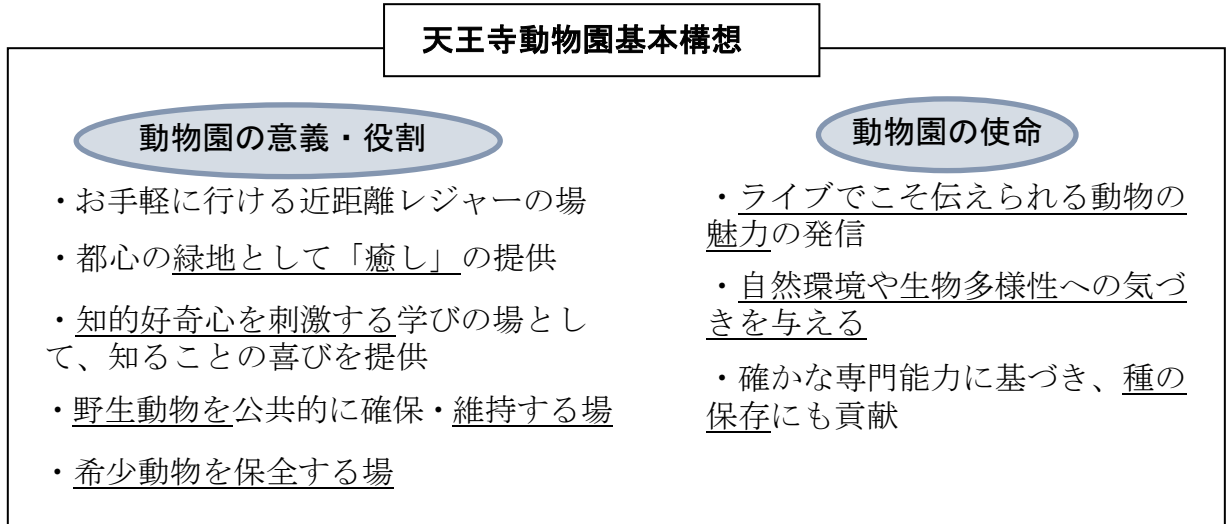 天王寺動物園基本構想
動物園の意義・役割
・お手軽に行ける近距離レジャーの場
・都心の緑地として「癒し」の提供
・知的好奇心を刺激する学びの場とし
て、知ることの喜びを提供
・野生動物を公共的に確保・維持する場
・希少動物を保全する場
動物園の使命
・ライブでこそ伝えられる動物の
魅力の発信
・自然環境や生物多様性への気づ
きを与える
・確かな専門能力に基づき、種の
保存にも貢献